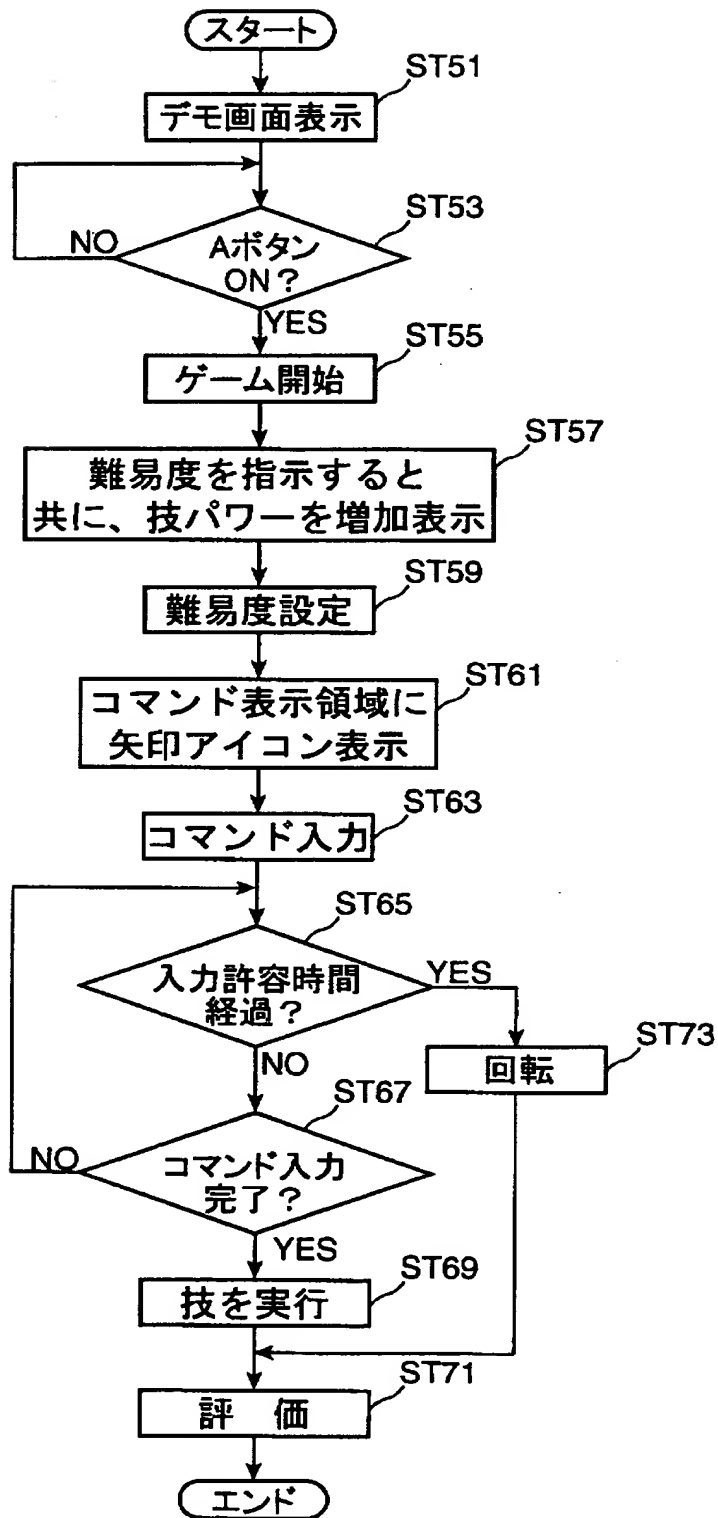 スタート
ST51
デモ画面表示
ST53
NO
Aボタン
ON?
YES
ST55
ゲーム開始
ST57
難易度を指示すると
共に、技パワーを増加表示
ST59
難易度設定
ST61
コマンド表示領域に
矢印アイコン表示
ST63
コマンド入力
ST65
入力許容時間
経過?
YES
ST73
回転
NO
ST67
NO
コマンド入力
完了?
YES
ST69
技を実行
ST71
評 価
エンド